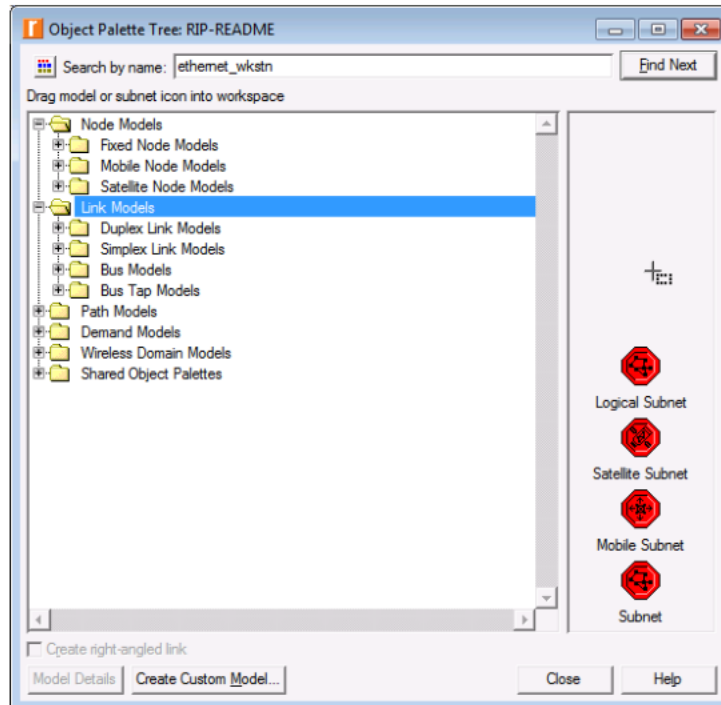 Object Palette Tree: RIP-README
Search by name: ethernet_wkstn
Find Next
Drag model or subnet icon into workspace
Node Models
Fixed Node Models
Mobile Node Models
Satellite Node Models
Link Models
Duplex Link Models
Simplex Link Models
Bus Models
Bus Tap Models
Path Models
Demand Models
Wireless Domain Models
Shared Object Palettes
Logical Subnet
Satellite Subnet
Mobile Subnet
Subnet
Create right-angled link
Model Details
Create Custom Model...
Close
Help